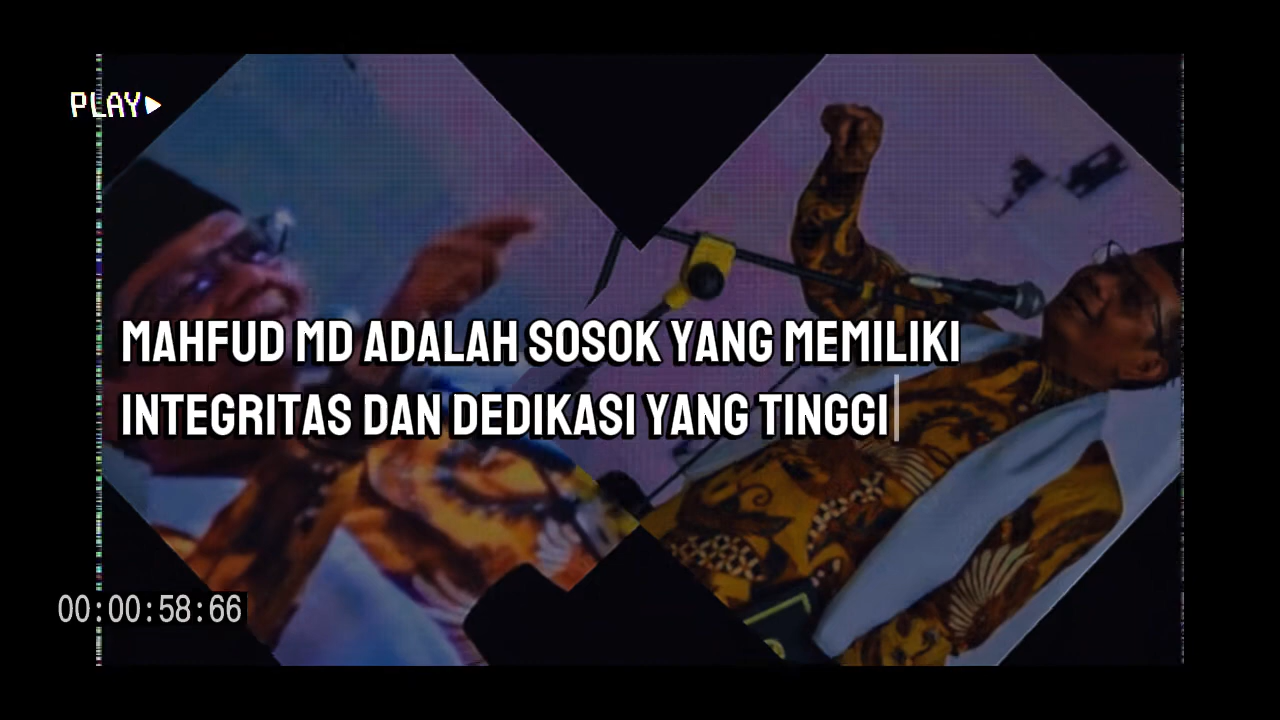 PLAY
MAHFUD MD ADALAH SOSOK YANG MEMILIKI
INTEGRITAS DAN DEDIKASI YANG TINGGI
00:00:58:66